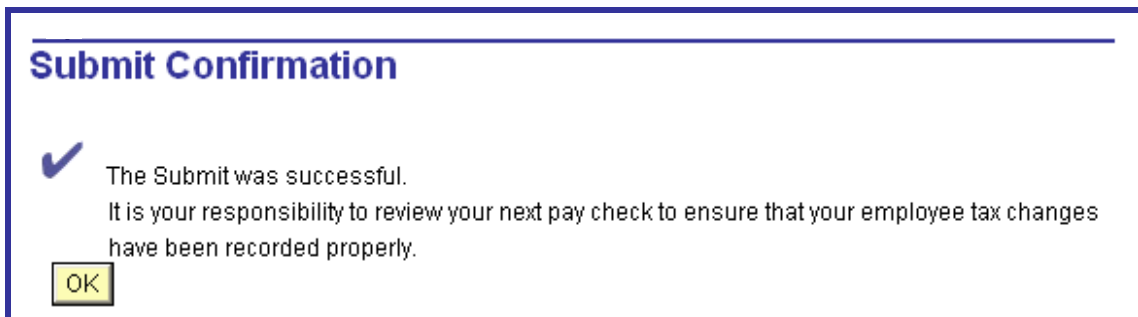 Submit Confirmation
The Submit was successful.
It is your responsibility to review your next pay check to ensure that your employee tax changes
have been recorded properly.
OK